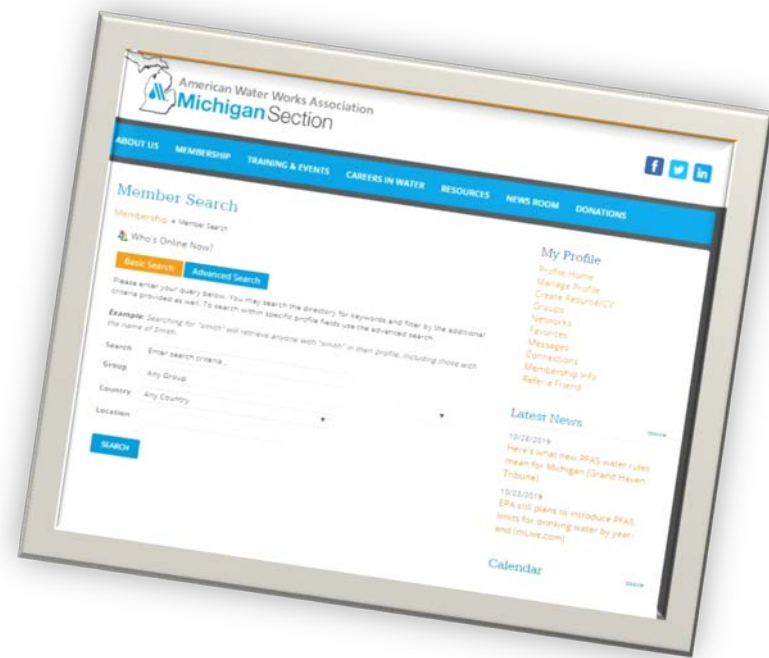 American Water Works Association
Michigan Section
f
in
ABOUT US MEMBERSHIP TRAINING & EVENTS CAREERS IN WATER RESOURCES NEWS ROOM DONATIONS
Member Search
Membership » Member Search
Who's Online Now?
Basic Search Advanced Search
Please enter your query below. You may search the directory for keywords and filter by the additional
criteria provided as well. To search within specific profile fields use the advanced search.
Example: Searching for "smith" will retrieve anyone with "smith" in their profile, including those with
the name of Smith.
Search Enter search criteria ...
Group Any Group
Country Any Country
Location
SEARCH
My Profile
Profile Home
Manage Profile
Create Resume/CV
Groups
Networks
Favorites
Messages
Connections
Membership Info
Refer a Friend
Latest News
more
10/28/2019
Here's what new PFAS water rules
mean for Michigan (Grand Haven
Tribune)
10/23/2019
EPA still plans to introduce PFAS
limits for drinking water by year-
end (mLive.com)
Calendar
more